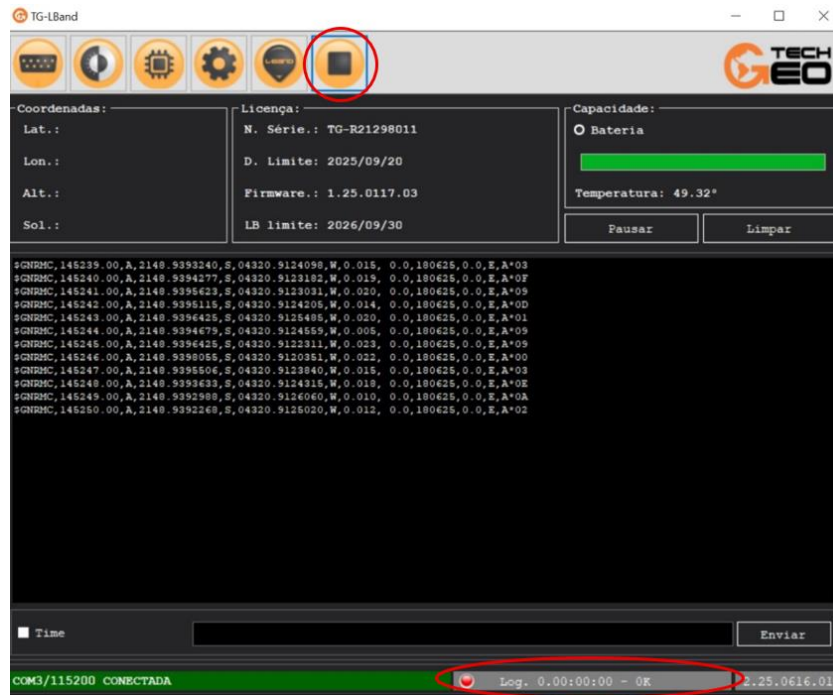 TG-LBand
L-BAND
TECH
GEO
Coordenadas:
Lat.:
Lon.:
Alt.:
Sol.:
Licença:
N. Série.: TG-R21298011
D. Limite: 2025/09/20
Firmware.: 1.25.0117.03
LB limite: 2026/09/30
Capacidade:
Bateria
Temperatura: 49.32°
Pausar
Limpar
$GNRMC,145239.00,A,2148.9393240,S,04320.9124098,W,0.015, 0.0,180625,0.0,E,A*03
$GNRMC,145240.00,A,2148.9394277,S,04320.9123182,W,0.019, 0.0,180625,0.0,E,A*0F
$GNRMC,145241.00,A,2148.9395623,S,04320.9123031,W,0.020, 0.0,180625,0.0,E,A*09
$GNRMC,145242.00,A,2148.9395115,S,04320.9124205,W,0.014, 0.0,180625,0.0,E,A*0D
$GNRMC,145243.00,A,2148.9396425,S,04320.9125485,W,0.020, 0.0,180625,0.0,E,A*01
$GNRMC,145244.00,A,2148.9394679,S,04320.9124559,W,0.005, 0.0,180625,0.0,E,A*09
$GNRMC,145245.00,A,2148.9396425,S,04320.9122311,W,0.023, 0.0,180625,0.0,E,A*09
$GNRMC,145246.00,A,2148.9398055,S,04320.9120351,W,0.022, 0.0,180625,0.0,E,A*00
$GNRMC,145247.00,A,2148.9395506,S,04320.9123840,W,0.015, 0.0,180625,0.0,E,A*03
$GNRMC,145248.00,A,2148.9393633,S,04320.9124315,W,0.018, 0.0,180625,0.0,E,A*0E
$GNRMC,145249.00,A,2148.9392988,S,04320.9126060,W,0.010, 0.0,180625,0.0,E,A*0A
$GNRMC,145250.00,A,2148.9392268,S,04320.9125020,W,0.012, 0.0,180625,0.0,E,A*02
Time
Enviar
COM3/115200 CONECTADA
Log. 0.00:00:00 - 0K
2.25.0616.01